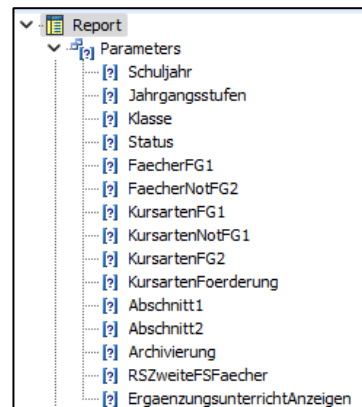 Report
Parameters
Schuljahr
Jahrgangsstufen
Klasse
Status
FaecherFG1
FaecherNotFG2
KursartenFG1
KursartenNotFG1
KursartenFG2
KursartenFoerderung
Abschnitt1
Abschnitt2
Archivierung
RSZweiteFSFaecher
ErgaenzungsunterrichtAnzeigen